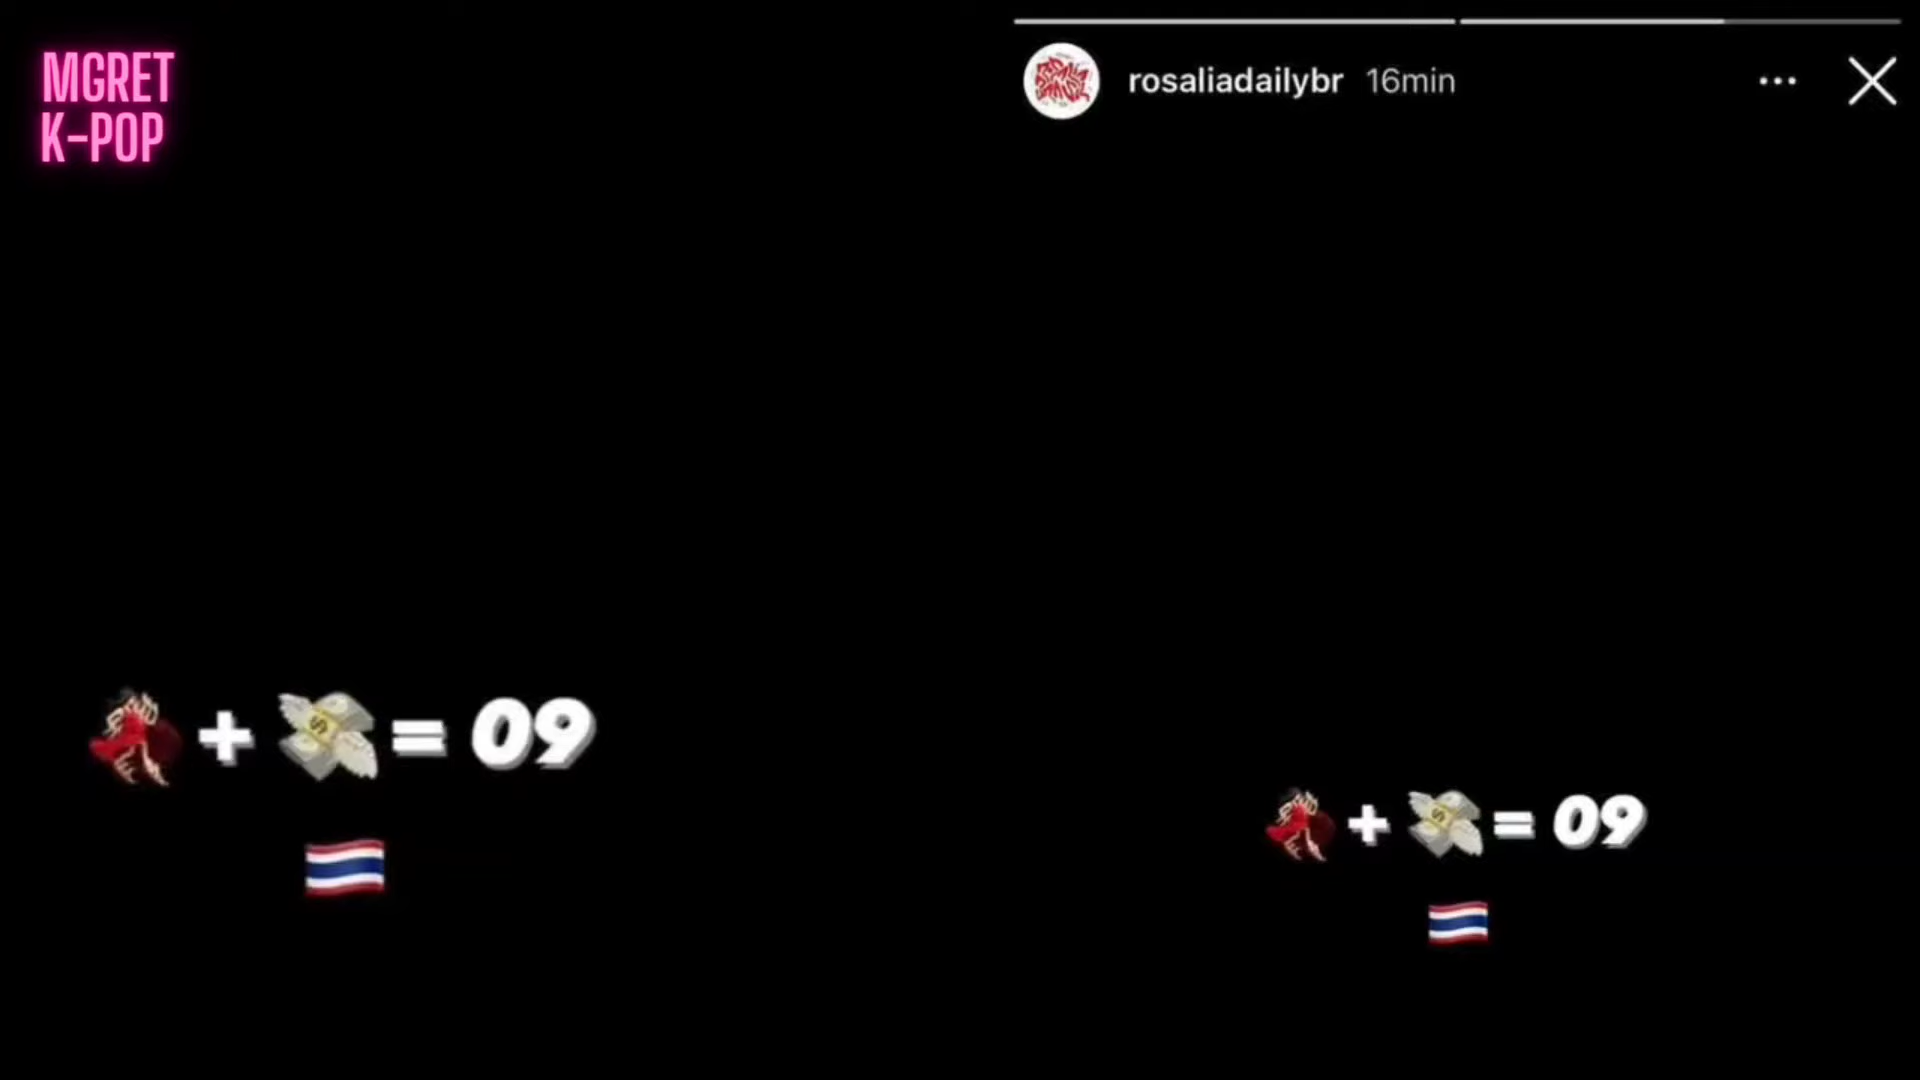 MGRET
K-POP
rosaliadailybr 16min
+ = 09
+ = 09